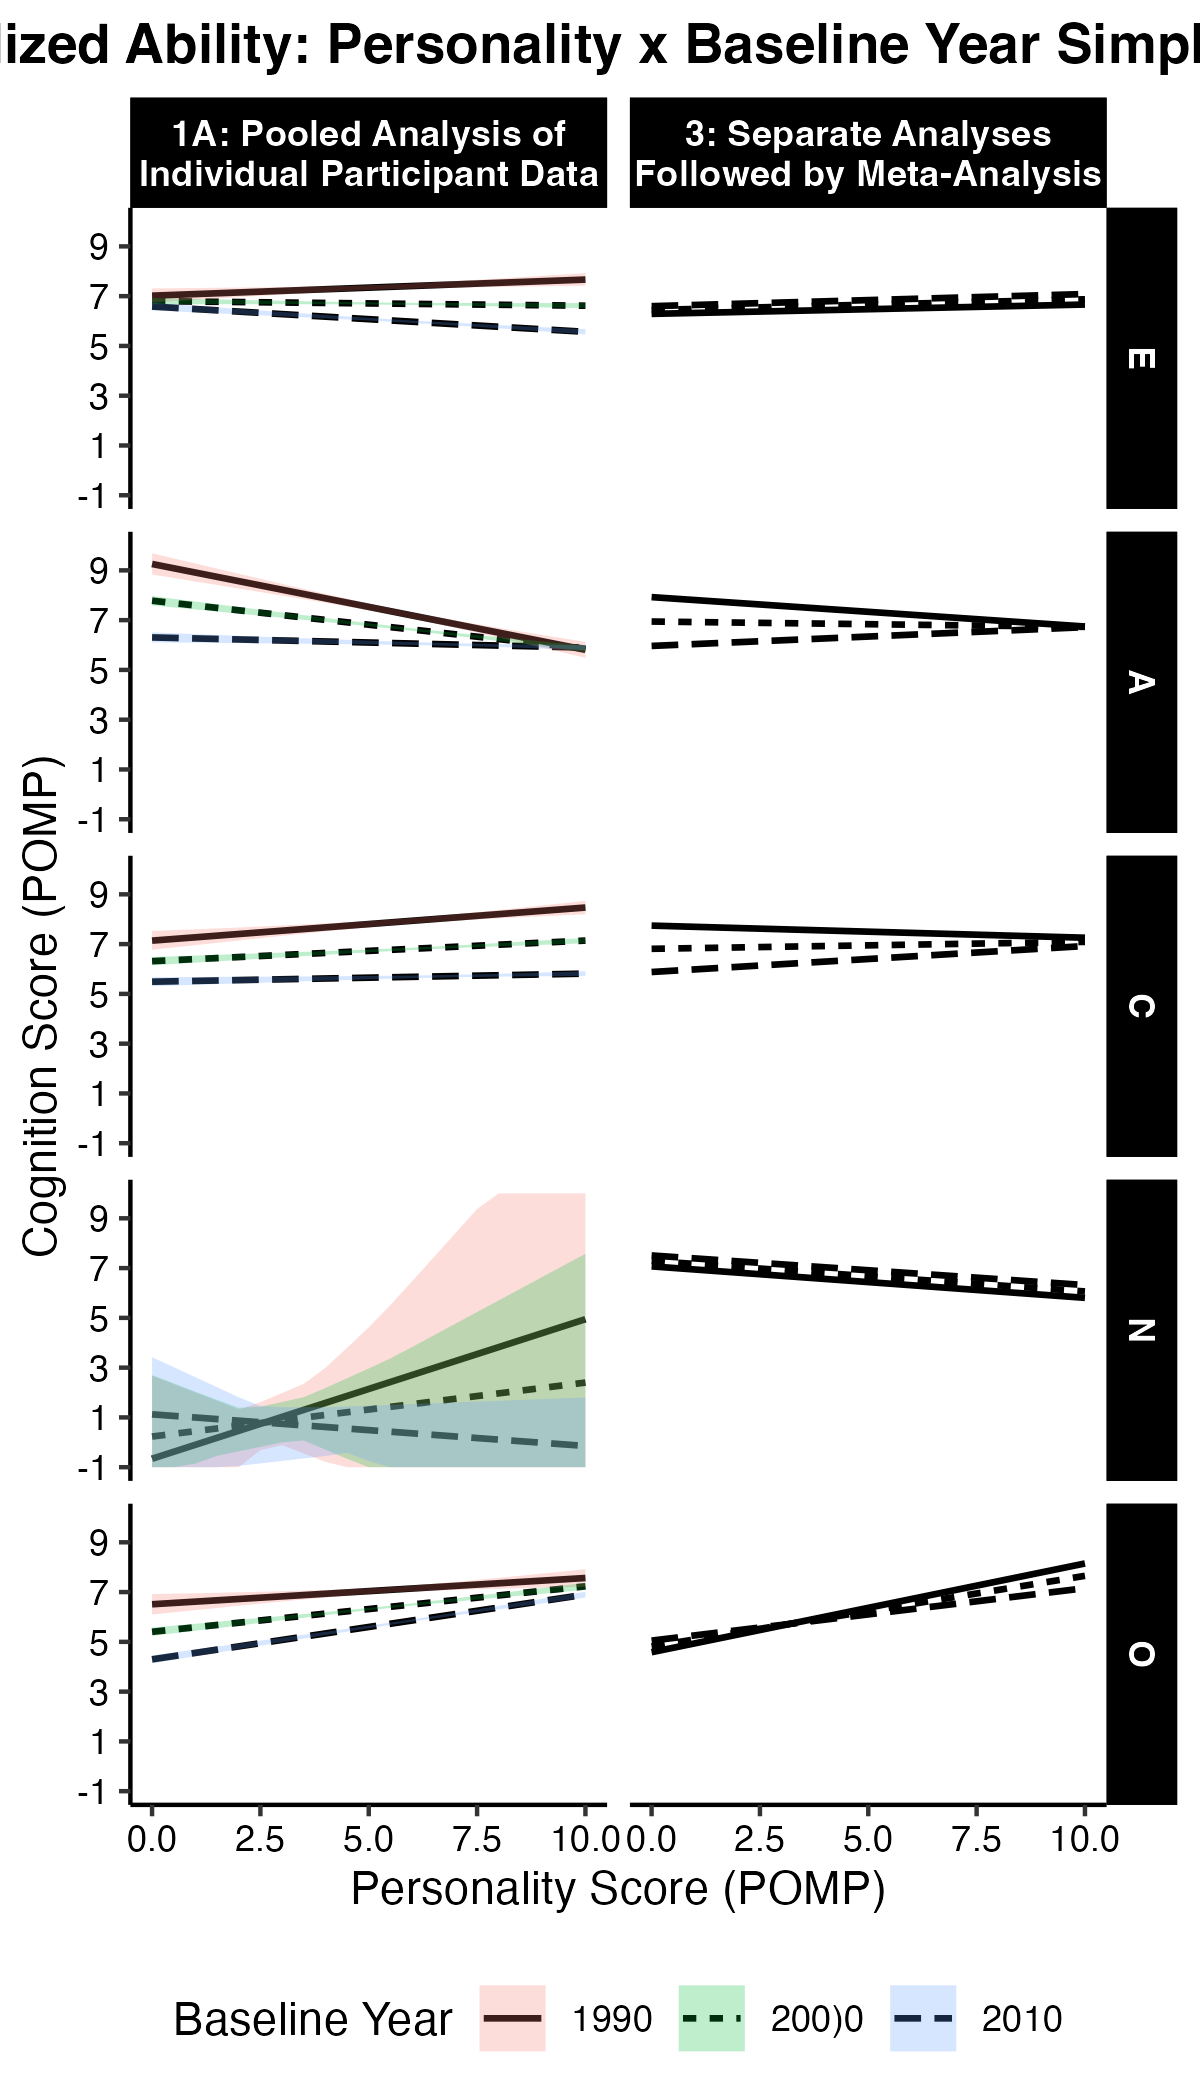 lized Ability: Personality x Baseline Year Simpl
1A: Pooled Analysis of
Individual Participant Data
3: Separate Analyses
Followed by Meta-Analysis
9
7
5
3
1
-1
E
9
7
5
3
1
-1
A
9
7
5
3
1
-1
C
9
7
5
3
1
-1
N
9
7
5
3
1
-1
O
Cognition Score (POMP)
0.0 2.5 5.0 7.5 10.0 0.0 2.5 5.0 7.5 10.0
Personality Score (POMP)
Baseline Year 1990 200)0 2010